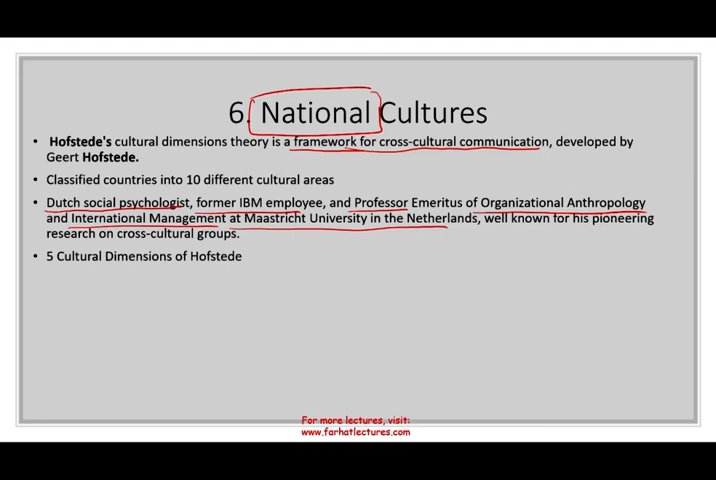 6. National Cultures
• Hofstede's cultural dimensions theory is a framework for cross-cultural communication, developed by
Geert Hofstede.
• Classified countries into 10 different cultural areas
• Dutch social psychologist, former IBM employee, and Professor Emeritus of Organizational Anthropology
and International Management at Maastricht University in the Netherlands, well known for his pioneering
research on cross-cultural groups.
• 5 Cultural Dimensions of Hofstede
For more lectures, visit:
www.farhatlectures.com